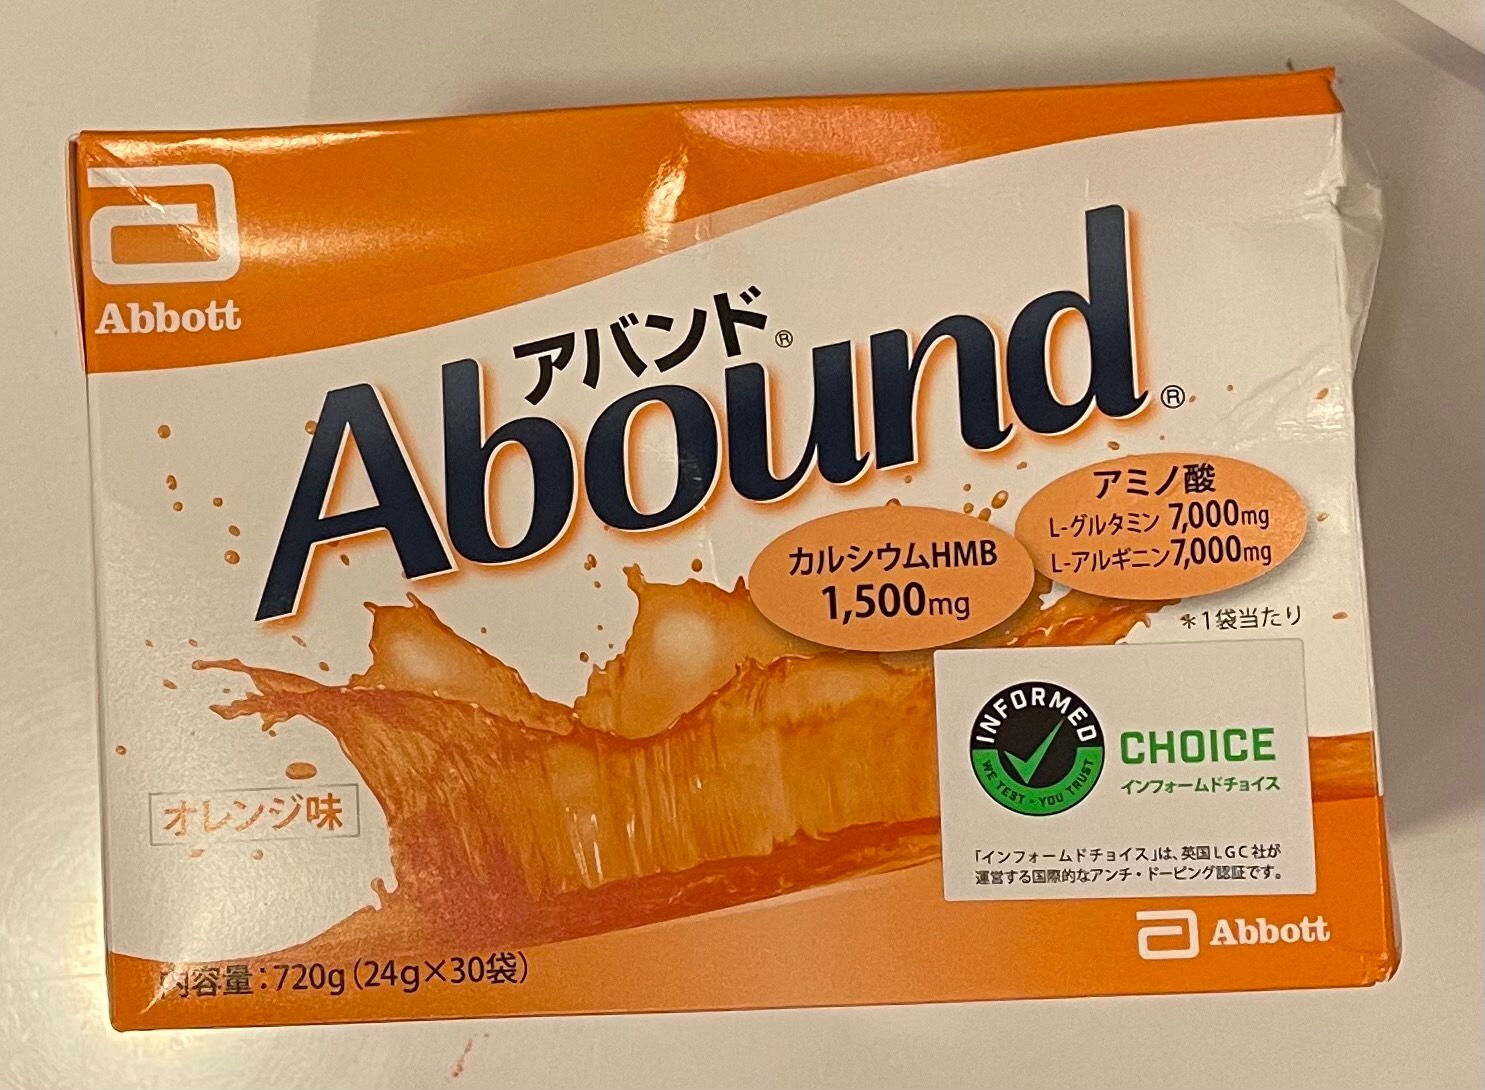 Abbott
アバンド®
Abound®
アミノ酸
L-グルタミン 7,000mg
L-アルギニン7,000mg
カルシウムHMB
1,500mg
*1袋当たり
INFORMED
WE TEST · YOU TRUST
CHOICE
インフォームドチョイス
「インフォームドチョイス」は、英国LGC社が
運営する国際的なアンチ・ドーピング認証です。
オレンジ味
Abbott
内容量:720g(24g×30袋)